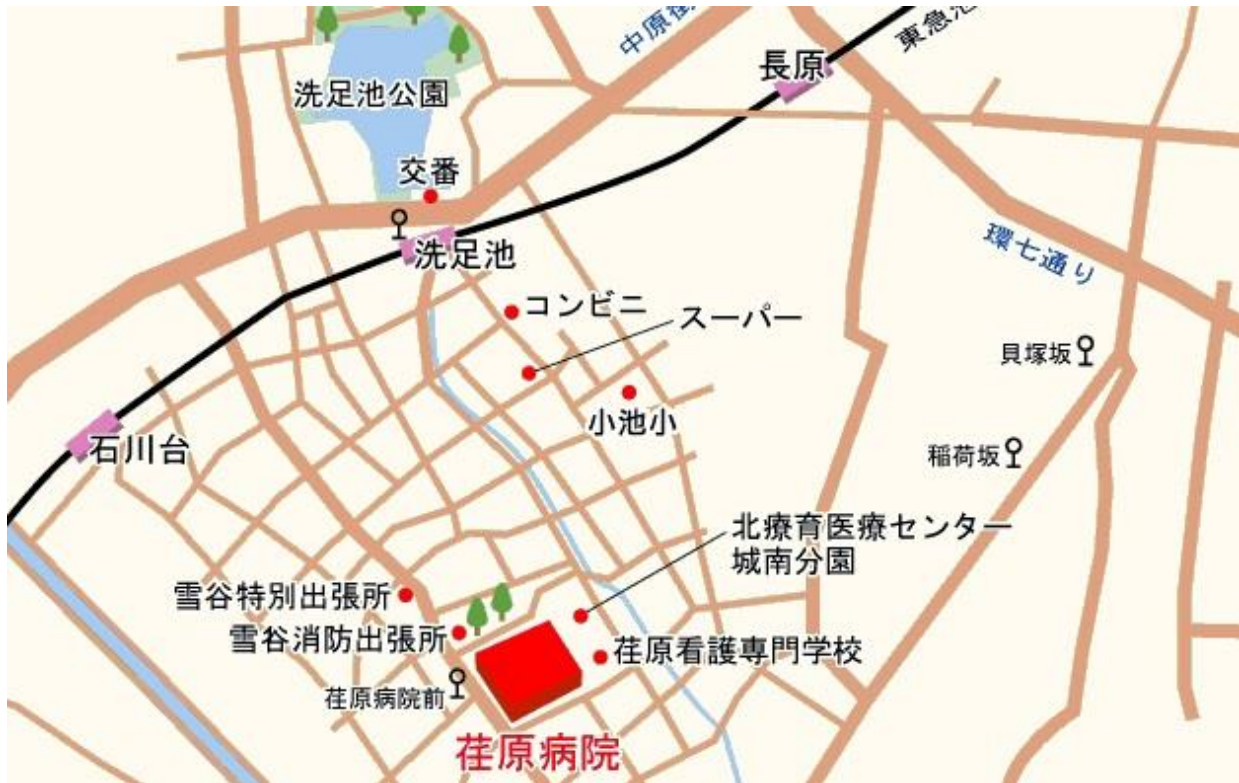 中原街
東急池
長原
洗足池公園
交番
洗足池
環七通り
コンビニ
スーパー
貝塚坂
小池小
石川台
稲荷坂
北療育医療センター
城南分園
雪谷特別出張所
雪谷消防出張所
荏原看護専門学校
荏原病院前
荏原病院